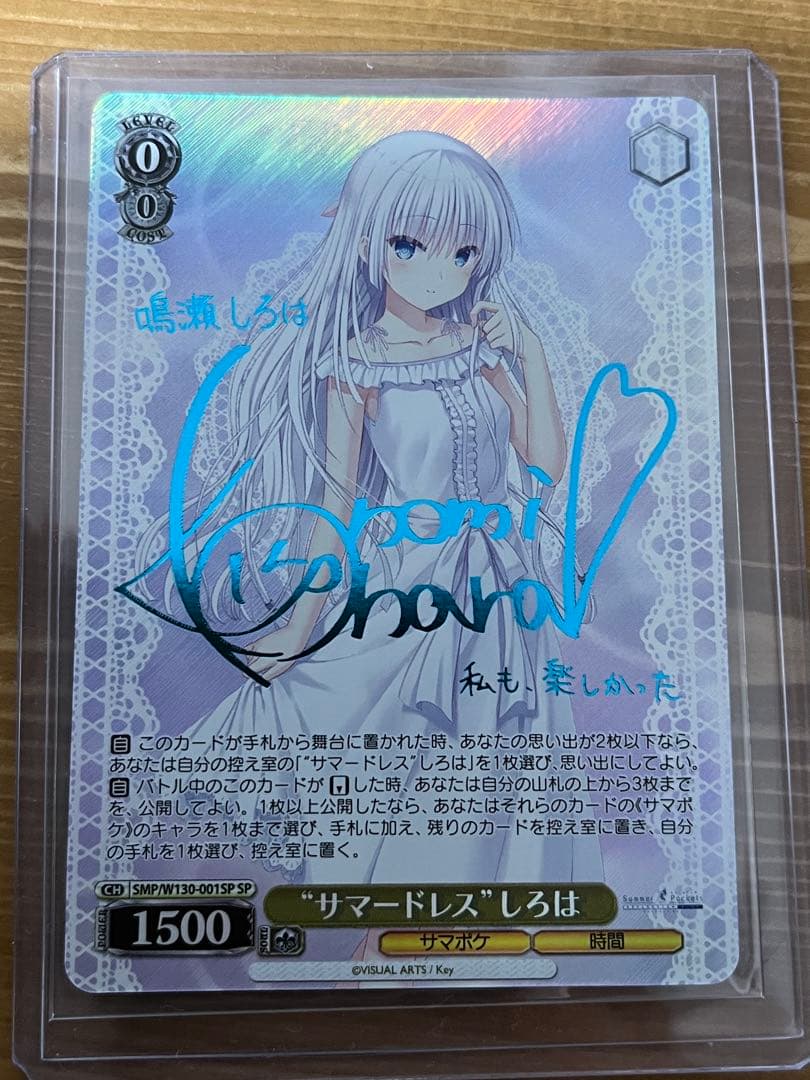 LEVEL
0
0
COST
鳴瀬しろは
Konomi
Kohara
私も、楽しかった
自 このカードが手札から舞台に置かれた時、あなたの思い出が2枚以下なら、
あなたは自分の控え室の「“サマードレス”しろは」を1枚選び、思い出にしてよい。
自 バトル中のこのカードが した時、あなたは自分の山札の上から3枚まで
を、公開してよい。1枚以上公開したなら、あなたはそれらのカードの《サマポ
ケ》のキャラを1枚まで選び、手札に加え、残りのカードを控え室に置き、自分
の手札を1枚選び、控え室に置く。
CH SMP/W130-001SP SP
“サマードレス”しろは
Summer Pockets
POWER 1500 SOUL
サマポケ 時間
©VISUAL ARTS / Key